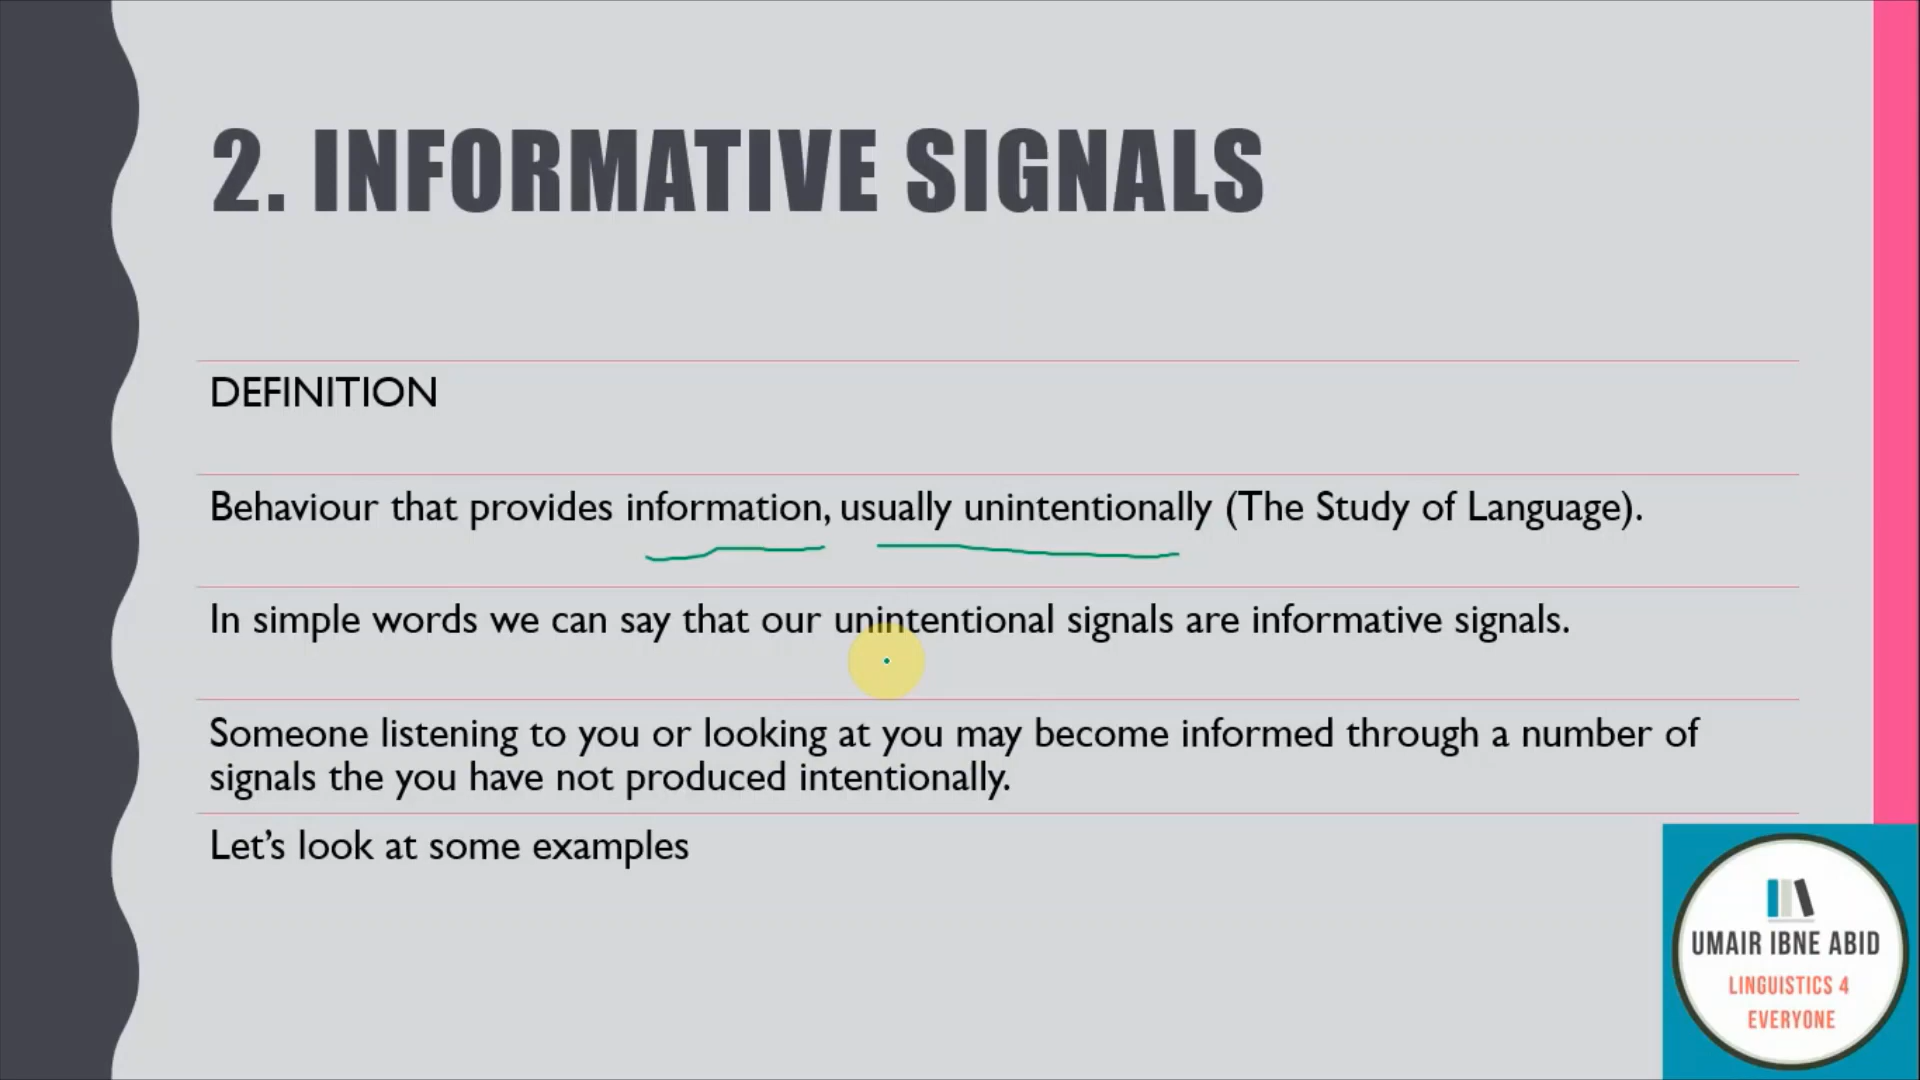 2. INFORMATIVE SIGNALS
DEFINITION
Behaviour that provides information, usually unintentionally (The Study of Language).
In simple words we can say that our unintentional signals are informative signals.
Someone listening to you or looking at you may become informed through a number of
signals the you have not produced intentionally.
Let’s look at some examples
UMAIR IBNE ABID
LINGUISTICS 4
EVERYONE